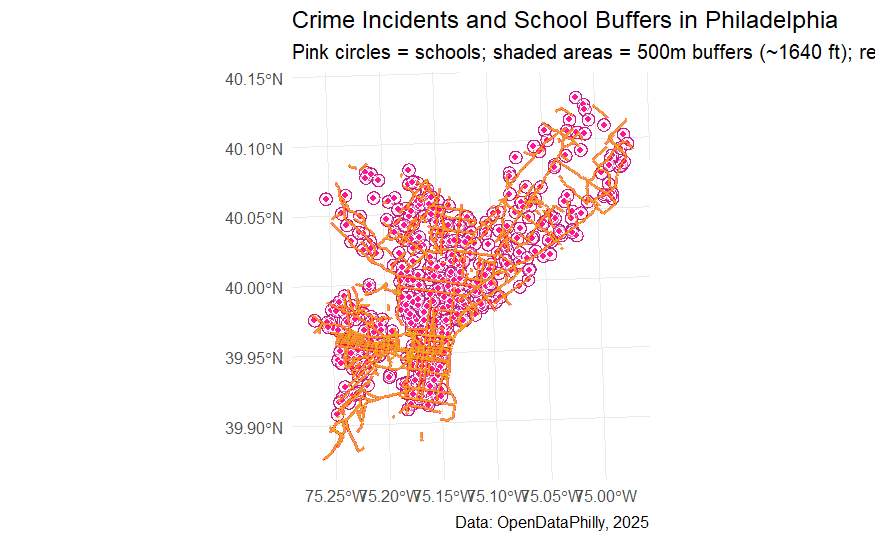 Crime Incidents and School Buffers in Philadelphia
Pink circles = schools; shaded areas = 500m buffers (~1640 ft); re
40.15°N
40.10°N
40.05°N
40.00°N
39.95°N
39.90°N
75.25°W 75.20°W 75.15°W 75.10°W 75.05°W 75.00°W
Data: OpenDataPhilly, 2025